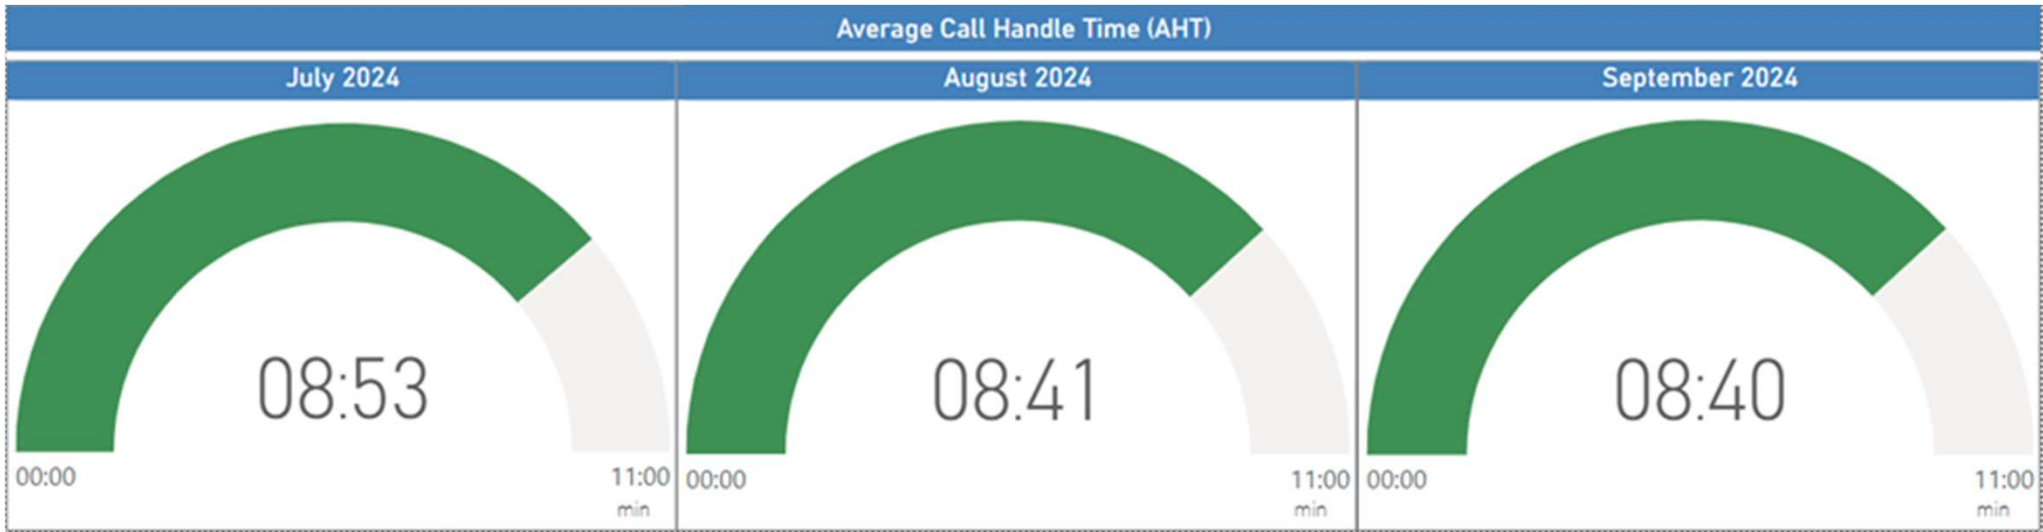 Average Call Handle Time (AHT)
July 2024
August 2024
September 2024
08:53
00:00
11:00
min
08:41
00:00
11:00
min
08:40
00:00
11:00
min